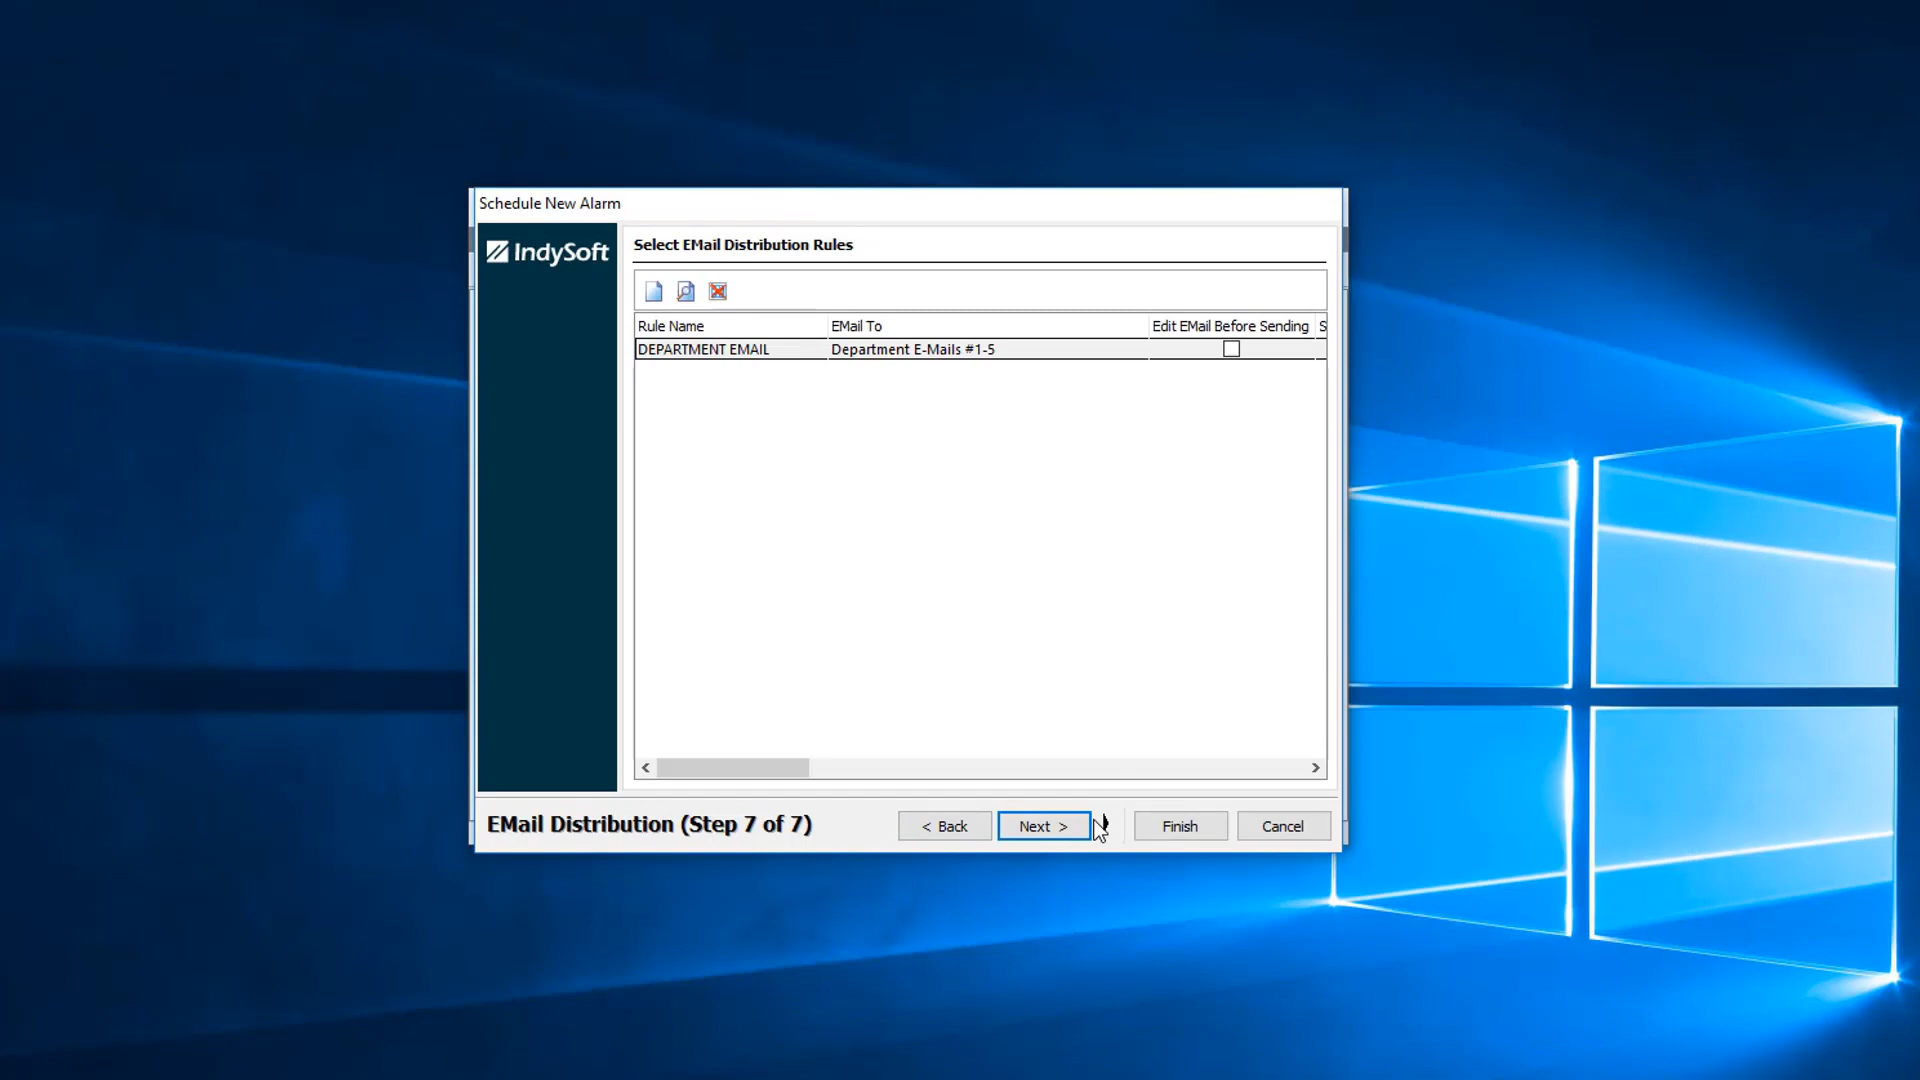 Schedule New Alarm
IndySoft
Select EMail Distribution Rules
Rule Name EMail To Edit EMail Before Sending S
DEPARTMENT EMAIL Department E-Mails #1-5
EMail Distribution (Step 7 of 7) < Back Next > Finish Cancel